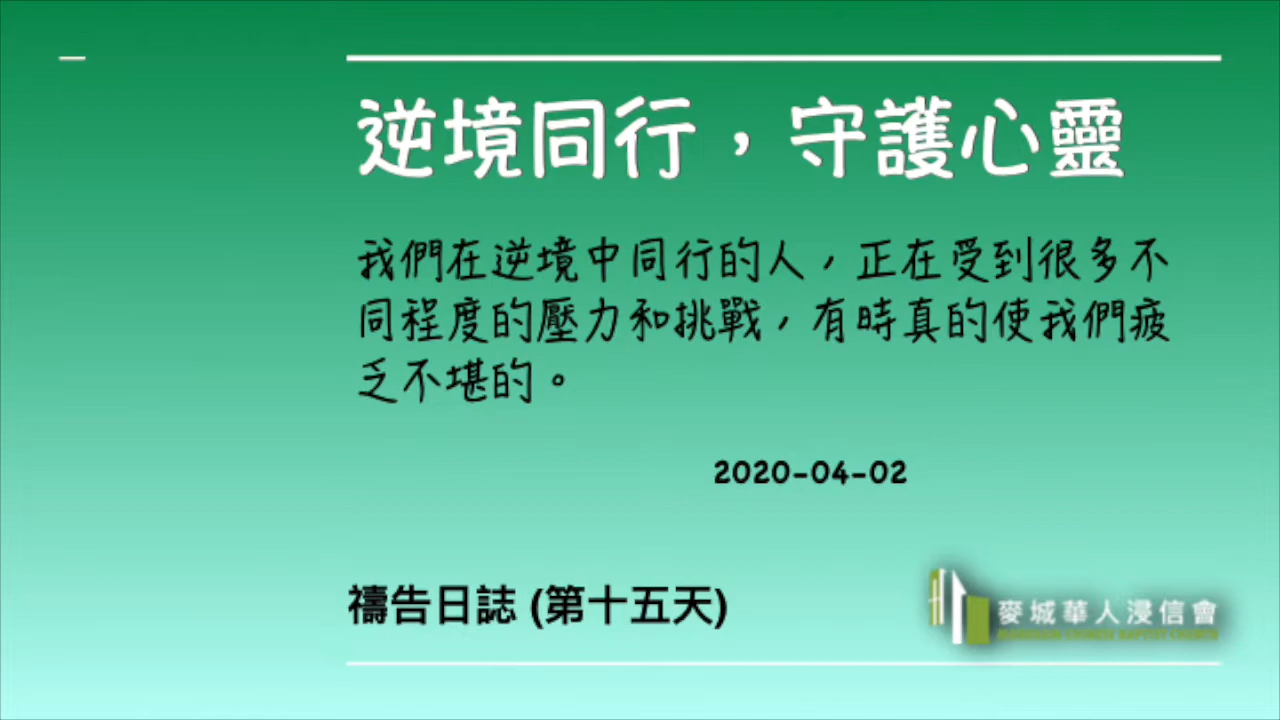 逆境同行，守護心靈
我們在逆境中同行的人，正在受到很多不
同程度的壓力和挑戰，有時真的使我們疲
乏不堪的。
2020-04-02
禱告日誌 (第十五天)
麥城華人浸信會